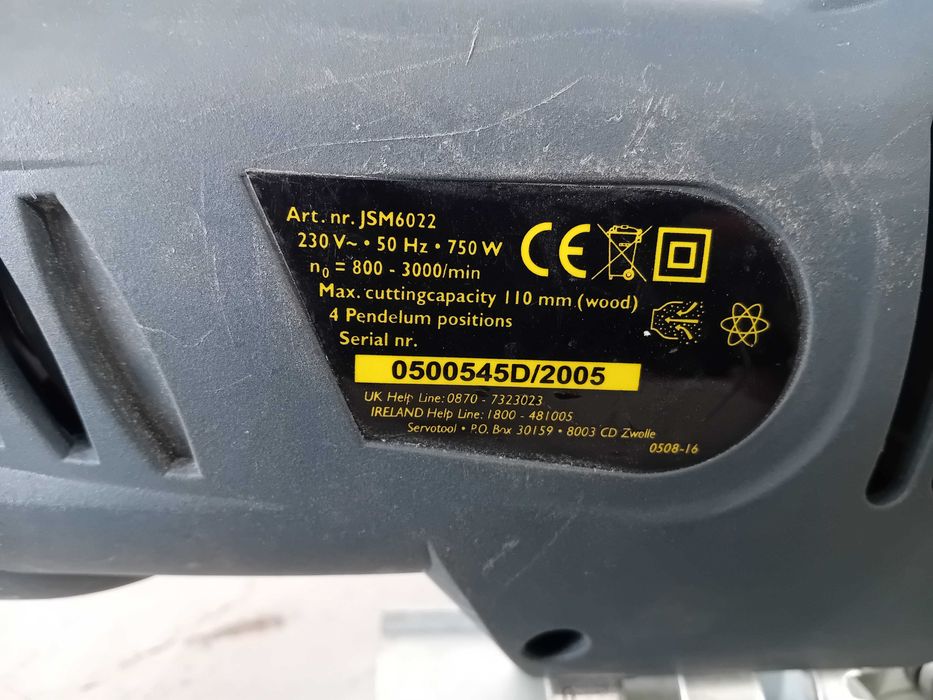 Art. nr. JSM6022
230 V~ • 50 Hz • 750 W
n₀ = 800 - 3000/min
Max. cuttingcapacity 110 mm (wood)
4 Pendelum positions
Serial nr.
0500545D/2005
UK Help Line: 0870 - 7323023
IRELAND Help Line: 1800 - 481005
Servotool • P.O. Box 30159 • 8003 CD Zwolle
0508-16
CE